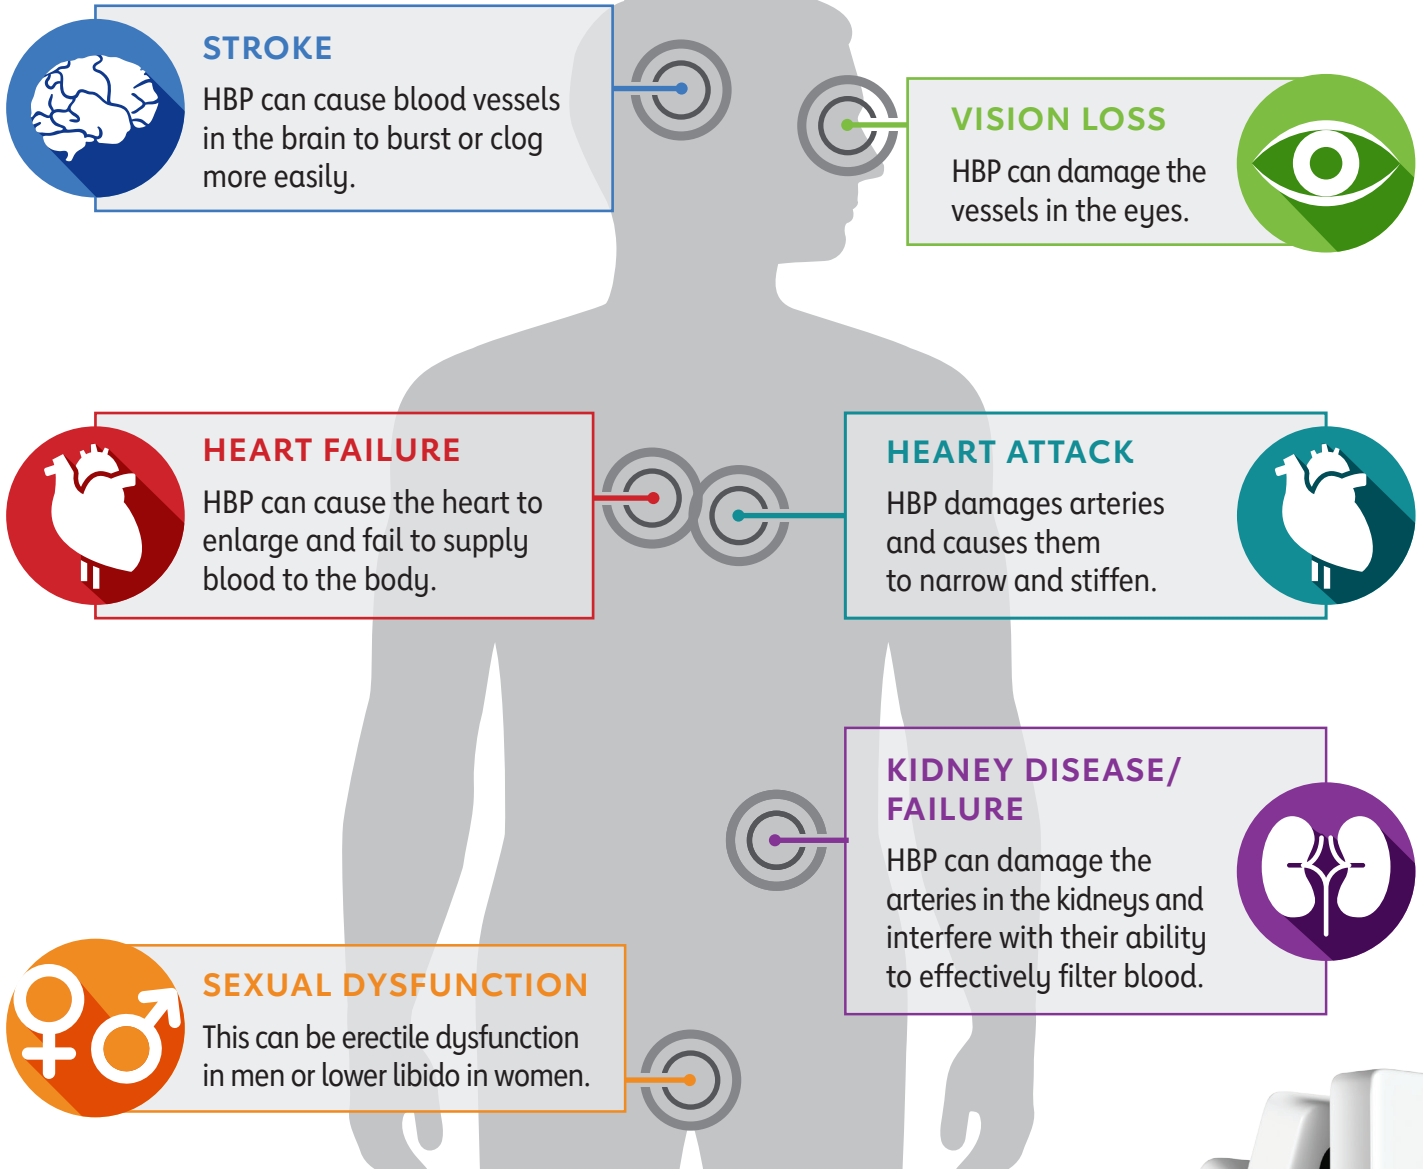 STROKE
HBP can cause blood vessels
in the brain to burst or clog
more easily.
VISION LOSS
HBP can damage the
vessels in the eyes.
HEART FAILURE
HBP can cause the heart to
enlarge and fail to supply
blood to the body.
HEART ATTACK
HBP damages arteries
and causes them
to narrow and stiffen.
KIDNEY DISEASE/
FAILURE
HBP can damage the
arteries in the kidneys and
interfere with their ability
to effectively filter blood.
SEXUAL DYSFUNCTION
This can be erectile dysfunction
in men or lower libido in women.